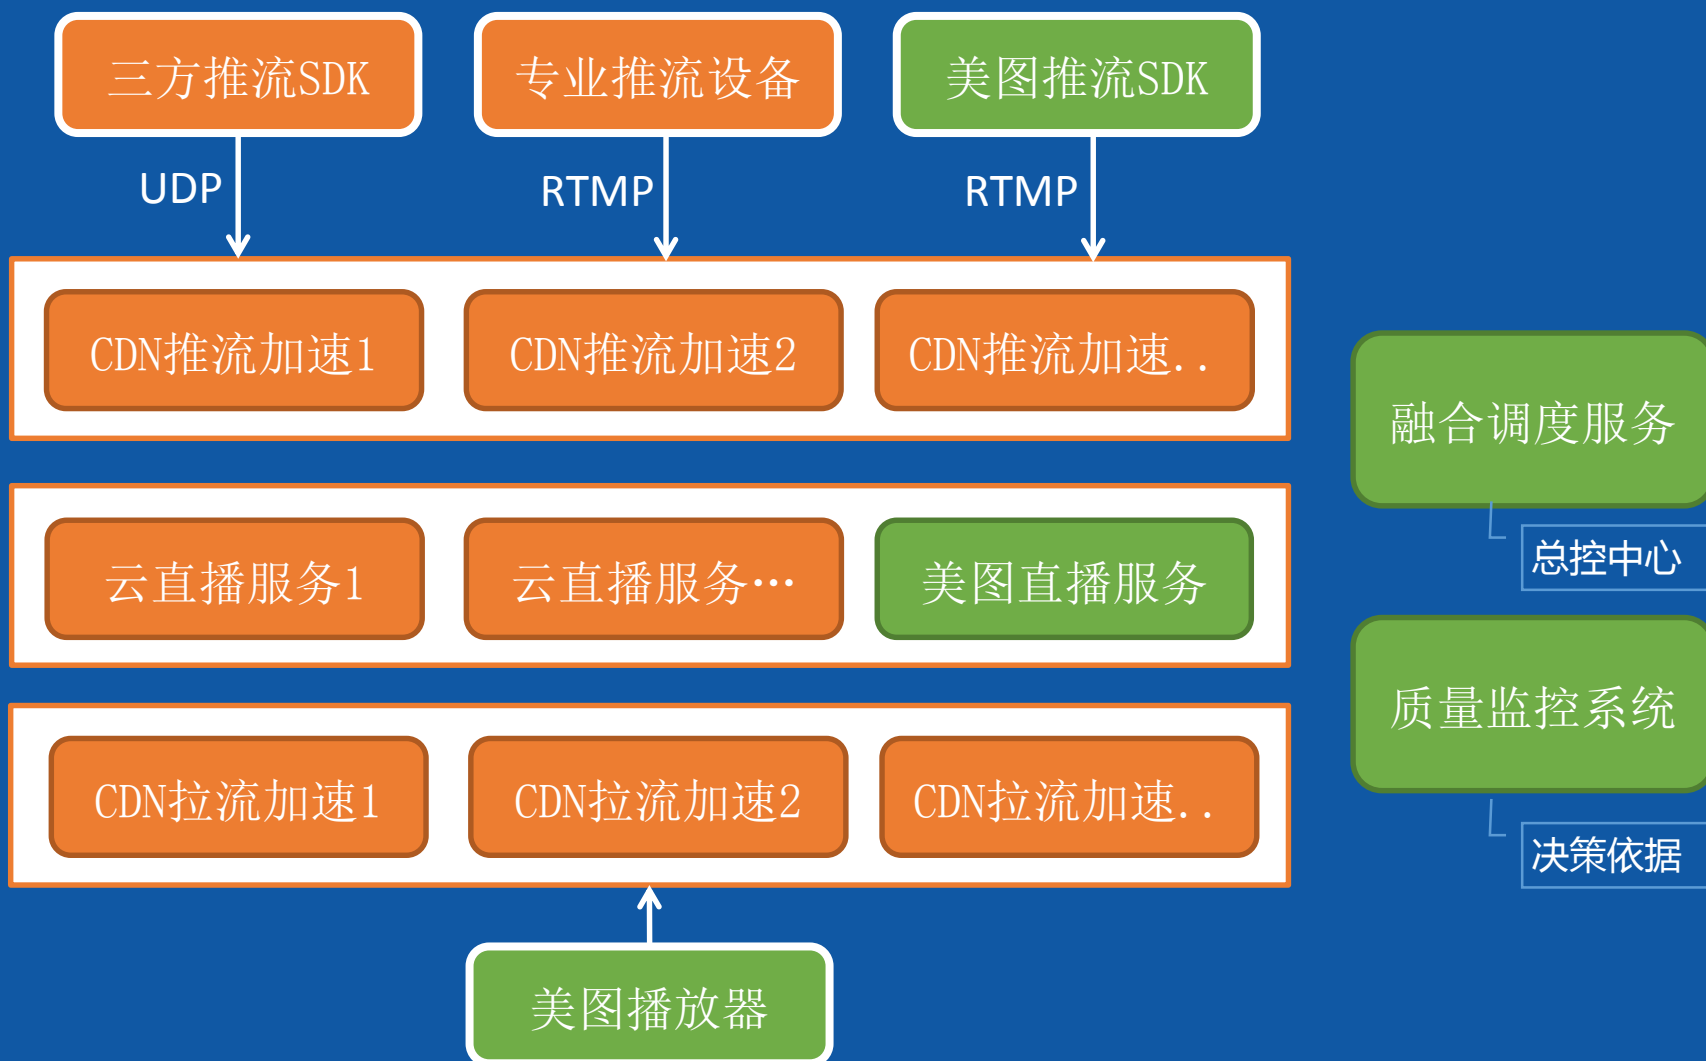 三方推流SDK
专业推流设备
美图推流SDK
UDP
RTMP
RTMP
CDN推流加速1
CDN推流加速2
CDN推流加速..
云直播服务1
云直播服务…
美图直播服务
CDN拉流加速1
CDN拉流加速2
CDN拉流加速..
美图播放器
融合调度服务
总控中心
质量监控系统
决策依据